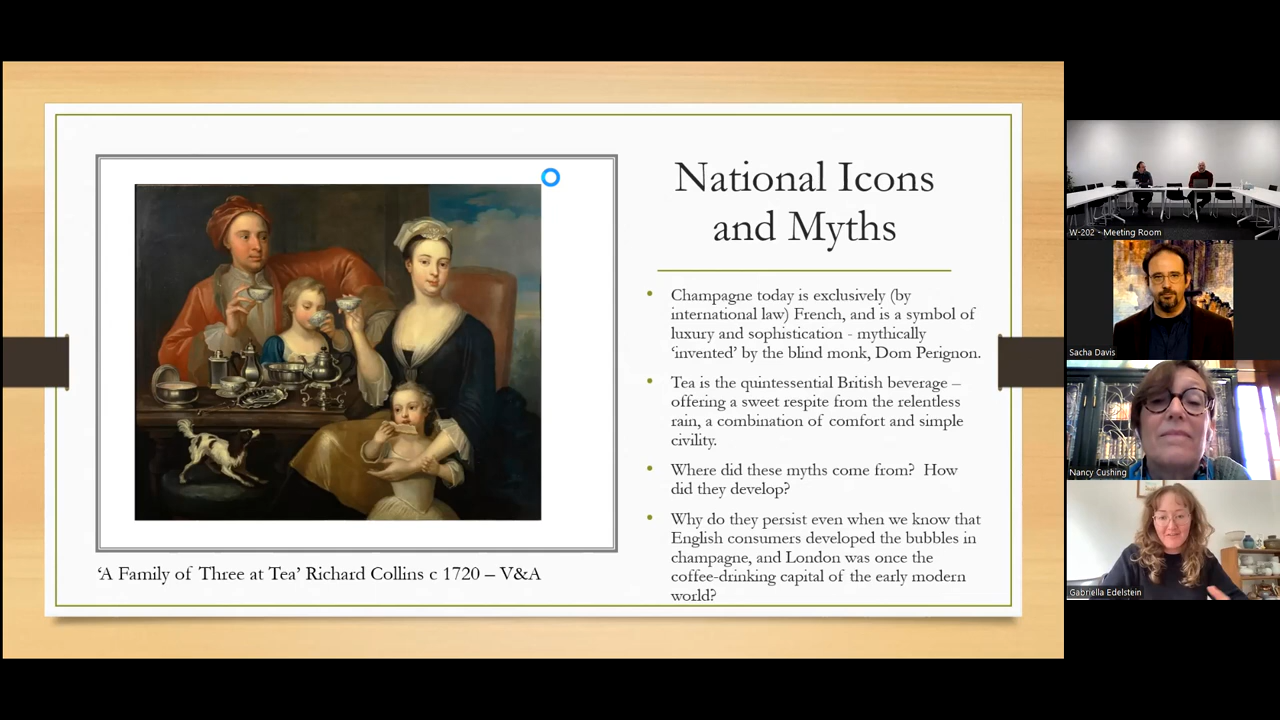 National Icons
and Myths
• Champagne today is exclusively (by
international law) French, and is a symbol of
luxury and sophistication - mythically
‘invented’ by the blind monk, Dom Perignon.
• Tea is the quintessential British beverage –
offering a sweet respite from the relentless
rain, a combination of comfort and simple
civility.
• Where did these myths come from?  How
did they develop?
• Why do they persist even when we know that
English consumers developed the bubbles in
champagne, and London was once the
coffee-drinking capital of the early modern
world?
‘A Family of Three at Tea’ Richard Collins c 1720 – V&A
W-202 - Meeting Room
Sacha Davis
Nancy Cushing
Gabriella Edelstein